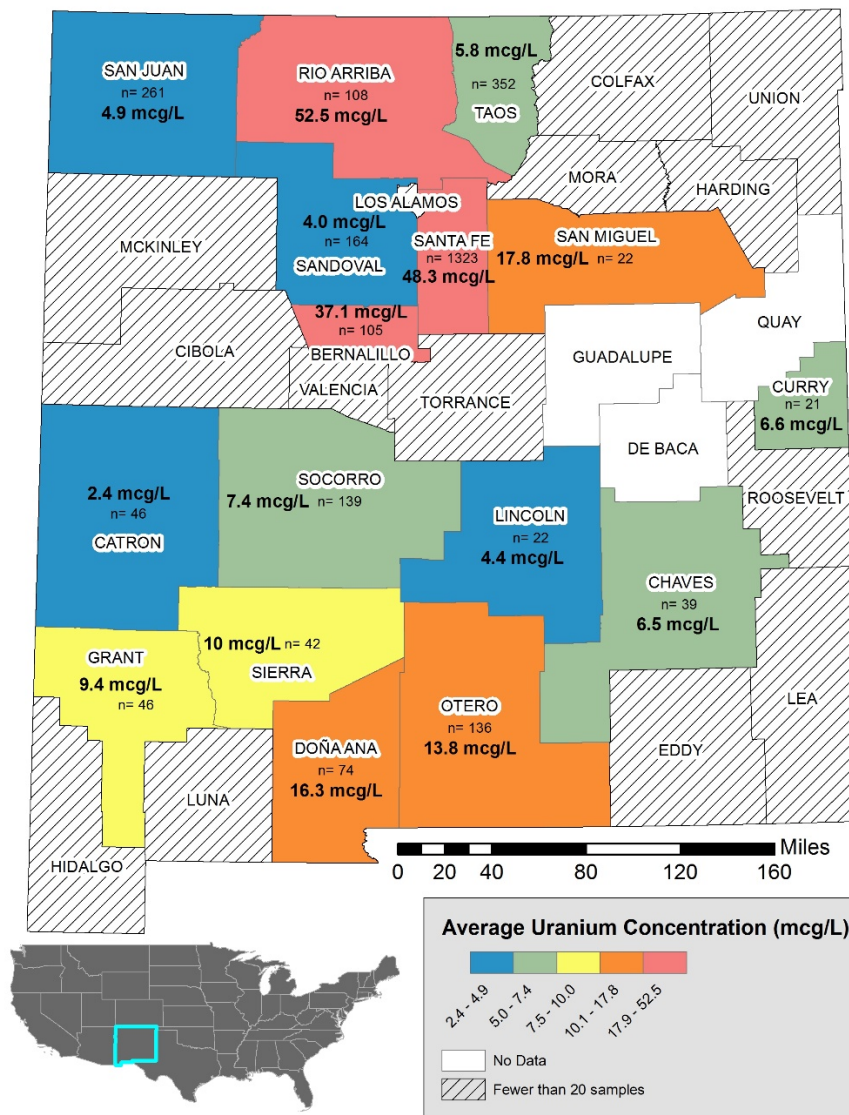 SAN JUAN
n= 261
4.9 mcg/L
RIO ARRIBA
n= 108
52.5 mcg/L
5.8 mcg/L
n= 352
TAOS
COLFAX
UNION
MORA
HARDING
MCKINLEY
LOS ALAMOS
4.0 mcg/L
n= 164
SANDOVAL
SANTA FE
n= 1323
48.3 mcg/L
SAN MIGUEL
17.8 mcg/L n= 22
37.1 mcg/L
n= 105
BERNALILLO
CIBOLA
VALENCIA
TORRANCE
GUADALUPE
QUAY
CURRY
n= 21
6.6 mcg/L
DE BACA
ROOSEVELT
2.4 mcg/L
n= 46
CATRON
SOCORRO
7.4 mcg/L n= 139
LINCOLN
n= 22
4.4 mcg/L
CHAVES
n= 39
6.5 mcg/L
GRANT
9.4 mcg/L
n= 46
10 mcg/L n= 42
SIERRA
DOÑA ANA
n= 74
16.3 mcg/L
OTERO
n= 136
13.8 mcg/L
EDDY
LEA
LUNA
HIDALGO
Miles
0 20 40 80 120 160
Average Uranium Concentration (mcg/L)
2.4 - 4.9
5.0 - 7.4
7.5 - 10.0
10.1 - 17.8
17.9 - 52.5
No Data
Fewer than 20 samples